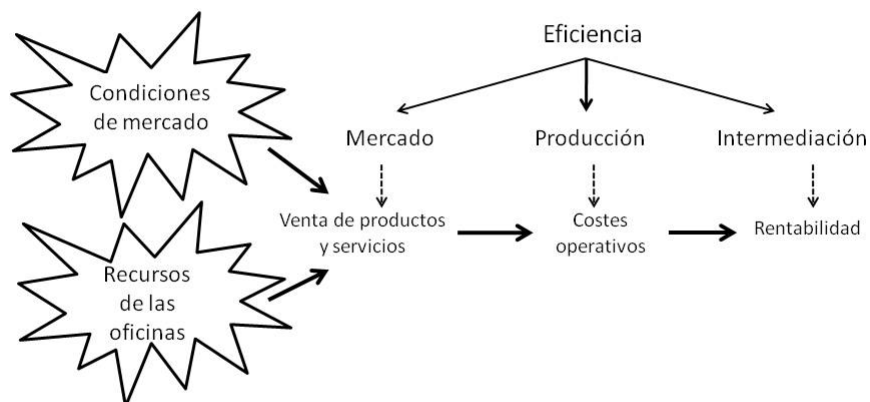 Eficiencia
Condiciones
de mercado
Mercado
Producción
Intermediación
Venta de productos
y servicios
Costes
operativos
Rentabilidad
Recursos
de las
oficinas